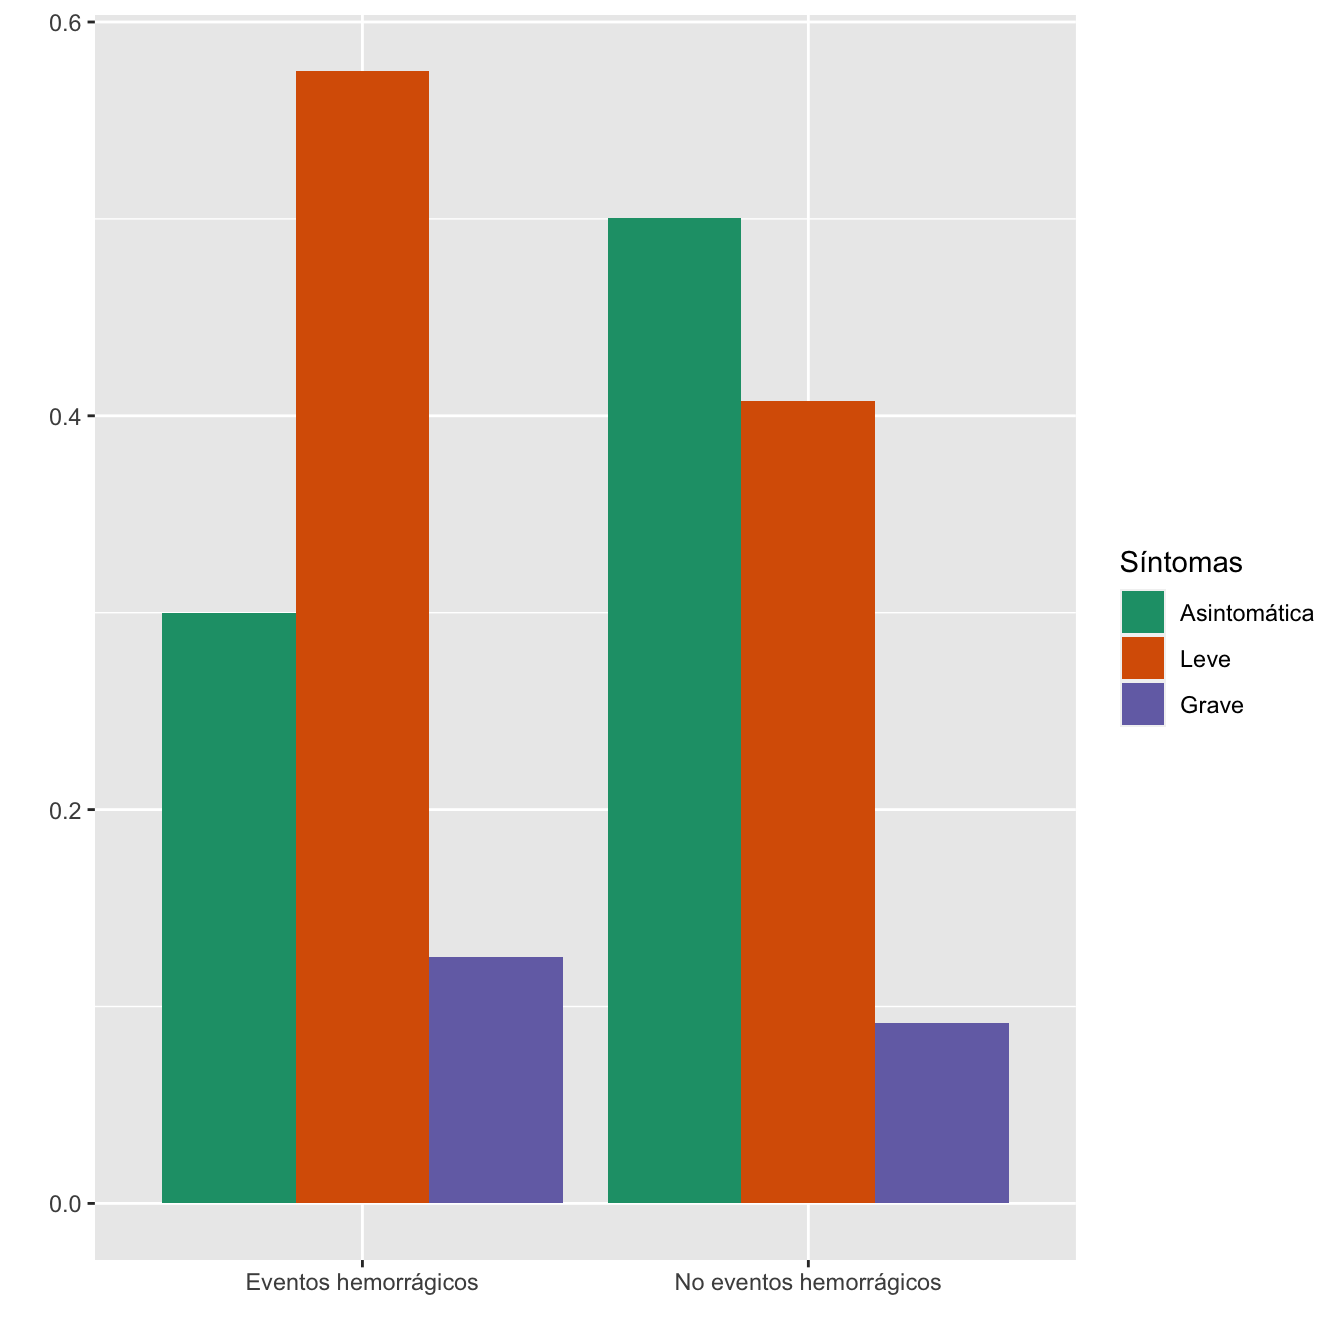 0.6
0.4
0.2
0.0
Eventos hemorrágicos
No eventos hemorrágicos
Síntomas
Asintomática
Leve
Grave